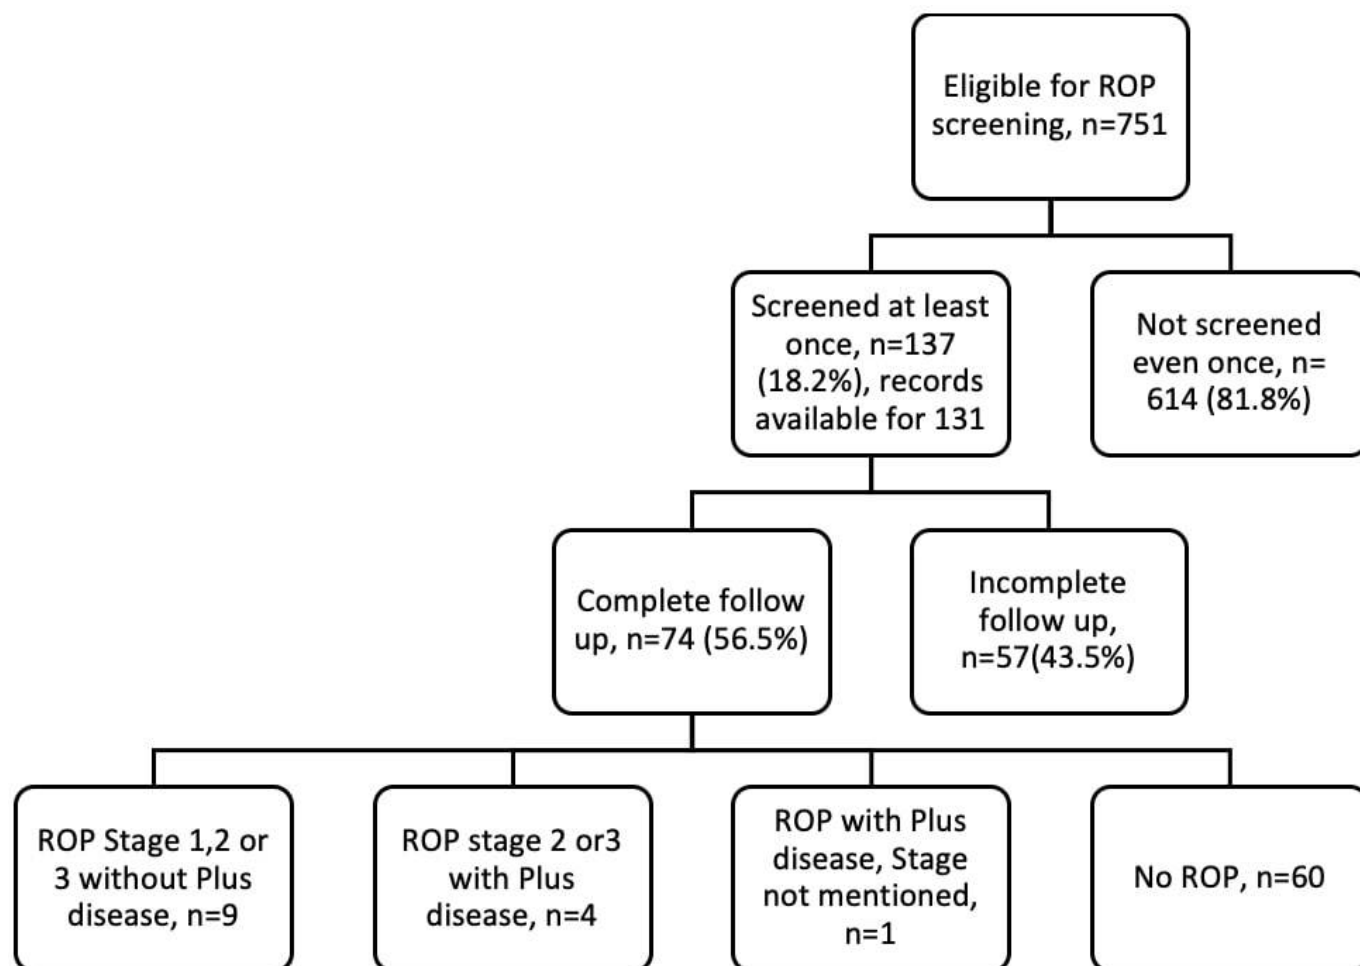 Eligible for ROP
screening, n=751
Screened at least
once, n=137
(18.2%), records
available for 131
Not screened
even once, n=
614 (81.8%)
Complete follow
up, n=74 (56.5%)
Incomplete
follow up,
n=57(43.5%)
ROP Stage 1,2 or
3 without Plus
disease, n=9
ROP stage 2 or3
with Plus
disease, n=4
ROP with Plus
disease, Stage
not mentioned,
n=1
No ROP, n=60